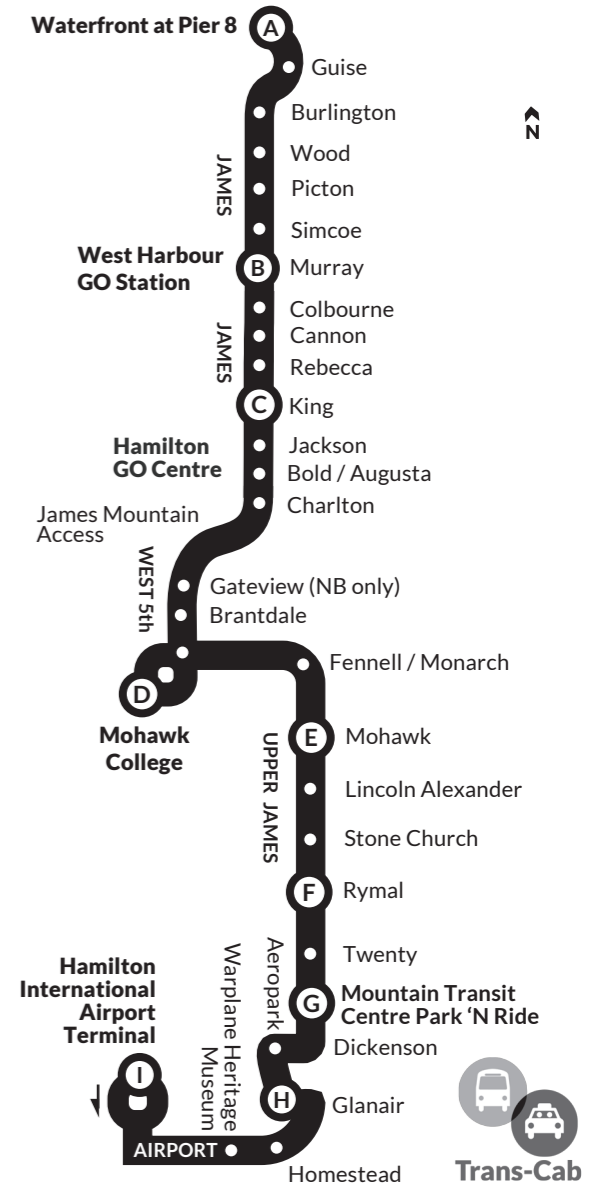 Waterfront at Pier 8
A
Guise
Burlington
N
Wood
JAMES
Picton
Simcoe
West Harbour
GO Station
B
Murray
Colbourne
JAMES
Cannon
Rebecca
C
King
Hamilton
GO Centre
Jackson
Bold / Augusta
Charlton
James Mountain
Access
WEST 5th
Gateview (NB only)
Brantdale
Fennell / Monarch
D
Mohawk
College
E
Mohawk
UPPER JAMES
Lincoln Alexander
Stone Church
F
Rymal
Twenty
Hamilton
International
Airport
Terminal
Warplane Heritage
Museum
Aeropark
G
Mountain Transit
Centre Park ‘N Ride
Dickenson
I
H
Glanair
AIRPORT
Homestead
Trans-Cab